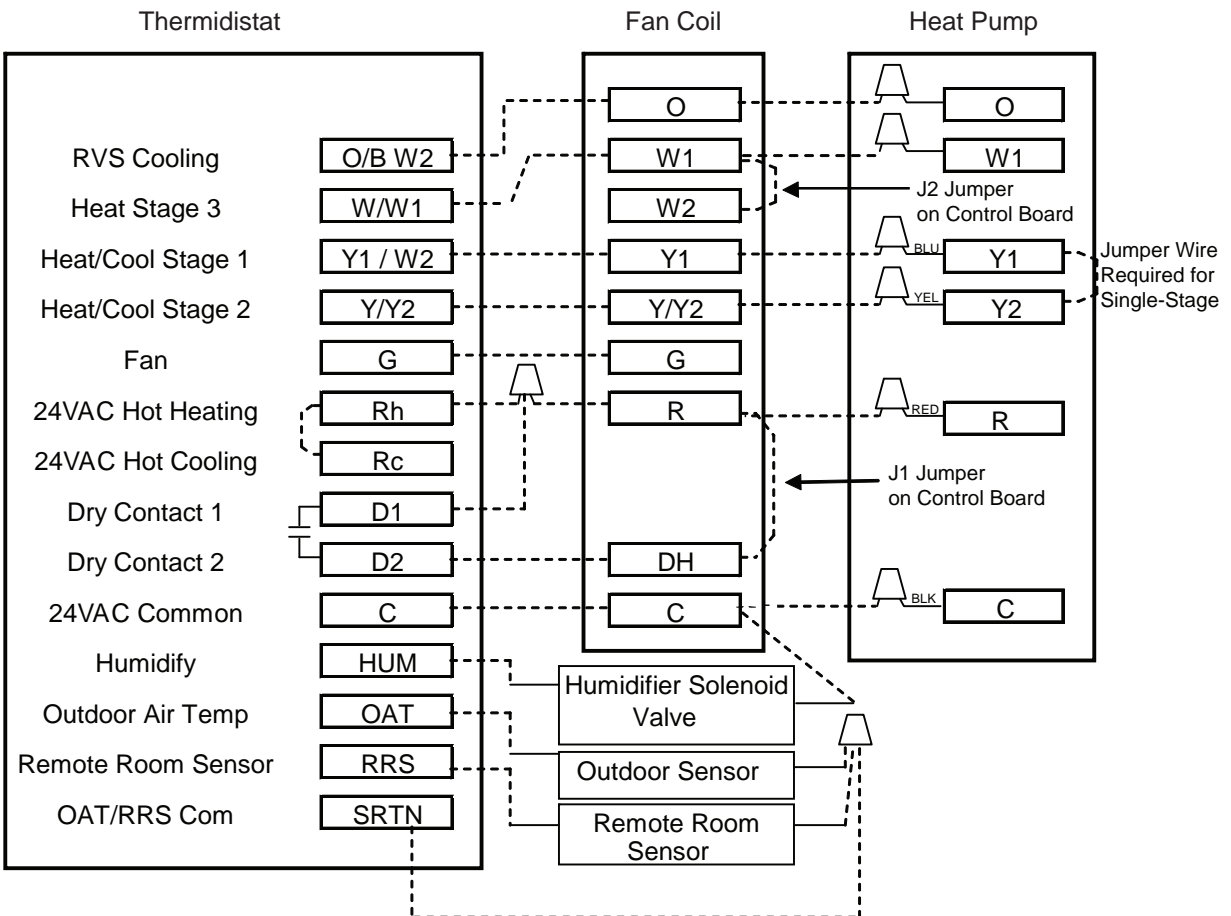 Thermidistat
Fan Coil
Heat Pump
O
O
RVS Cooling
O/B W2
W1
W1
J2 Jumper
on Control Board
Heat Stage 3
W/W1
W2
Heat/Cool Stage 1
Y1 / W2
Y1
BLU
Y1
Jumper Wire
Required for
Single-Stage
Heat/Cool Stage 2
Y/Y2
Y/Y2
YEL
Y2
Fan
G
G
24VAC Hot Heating
Rh
R
RED
R
24VAC Hot Cooling
Rc
J1 Jumper
on Control Board
Dry Contact 1
D1
Dry Contact 2
D2
DH
24VAC Common
C
C
BLK
C
Humidify
HUM
Humidifier Solenoid
Valve
Outdoor Air Temp
OAT
Outdoor Sensor
Remote Room Sensor
RRS
Remote Room
Sensor
OAT/RRS Com
SRTN